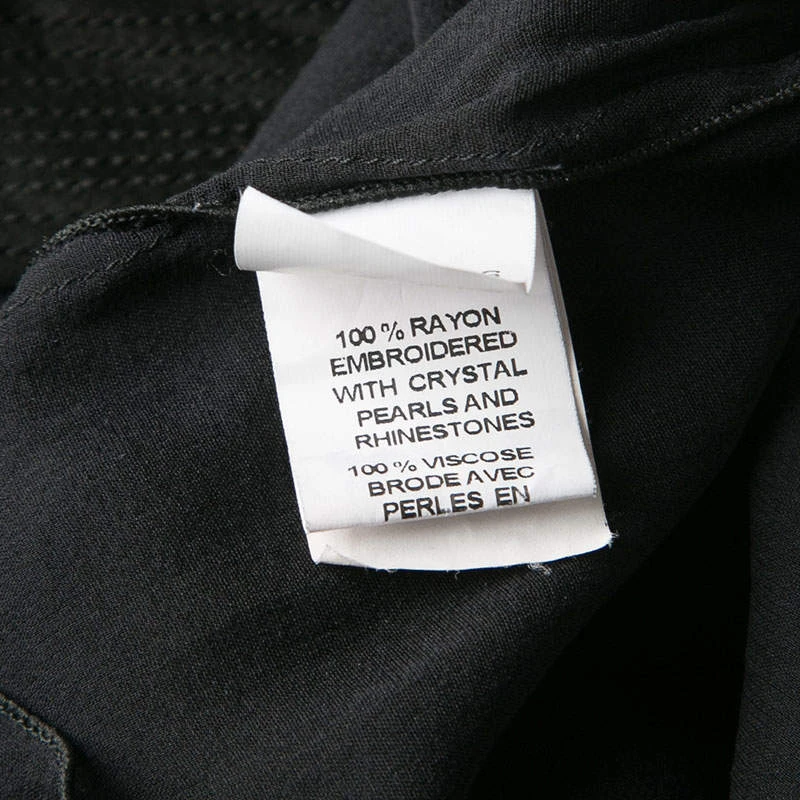 100 % RAYON
EMBROIDERED
WITH CRYSTAL
PEARLS AND
RHINESTONES
100 % VISCOSE
BRODE AVEC
PERLES EN